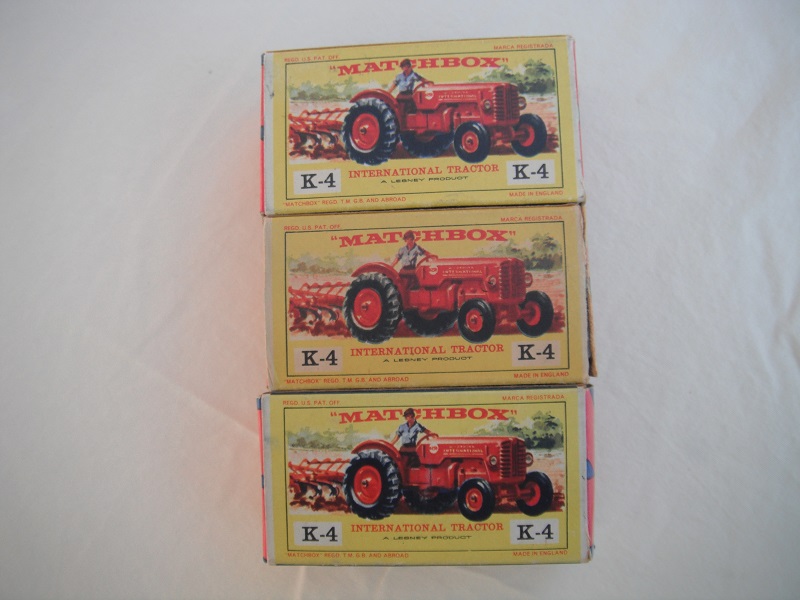 REGD. U.S. PAT. OFF. MARCA REGISTRADA
"MATCHBOX"
INTERNATIONAL
K-4 INTERNATIONAL TRACTOR K-4
A LESNEY PRODUCT
"MATCHBOX" REGD. T.M. G.B. AND ABROAD MADE IN ENGLAND
REGD. U.S. PAT. OFF. MARCA REGISTRADA
"MATCHBOX"
INTERNATIONAL
K-4 INTERNATIONAL TRACTOR K-4
A LESNEY PRODUCT
"MATCHBOX" REGD. T.M. G.B. AND ABROAD MADE IN ENGLAND
REGD. U.S. PAT. OFF. MARCA REGISTRADA
"MATCHBOX"
INTERNATIONAL
K-4 INTERNATIONAL TRACTOR K-4
A LESNEY PRODUCT
"MATCHBOX" REGD. T.M. G.B. AND ABROAD MADE IN ENGLAND